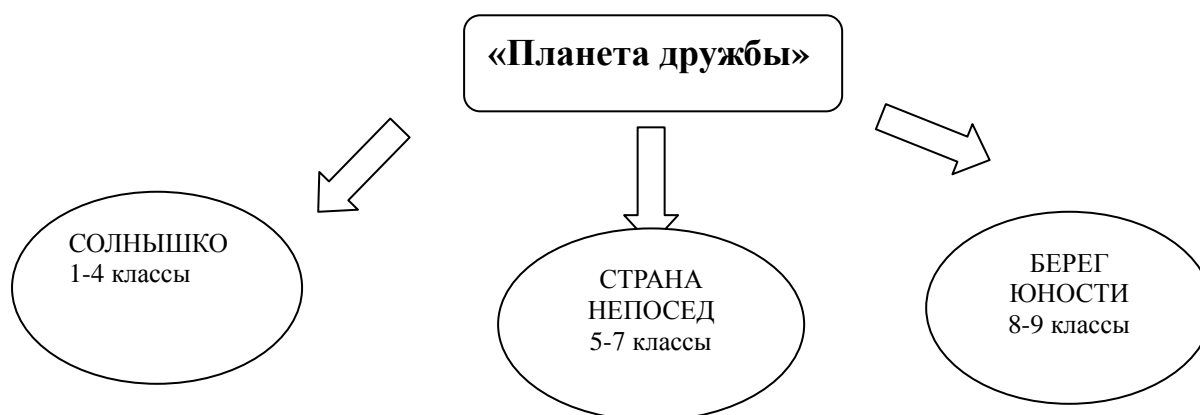 «Планета дружбы»
СОЛНЫШКО
1-4 классы
СТРАНА
НЕПОСЕД
5-7 классы
БЕРЕГ
ЮНОСТИ
8-9 классы